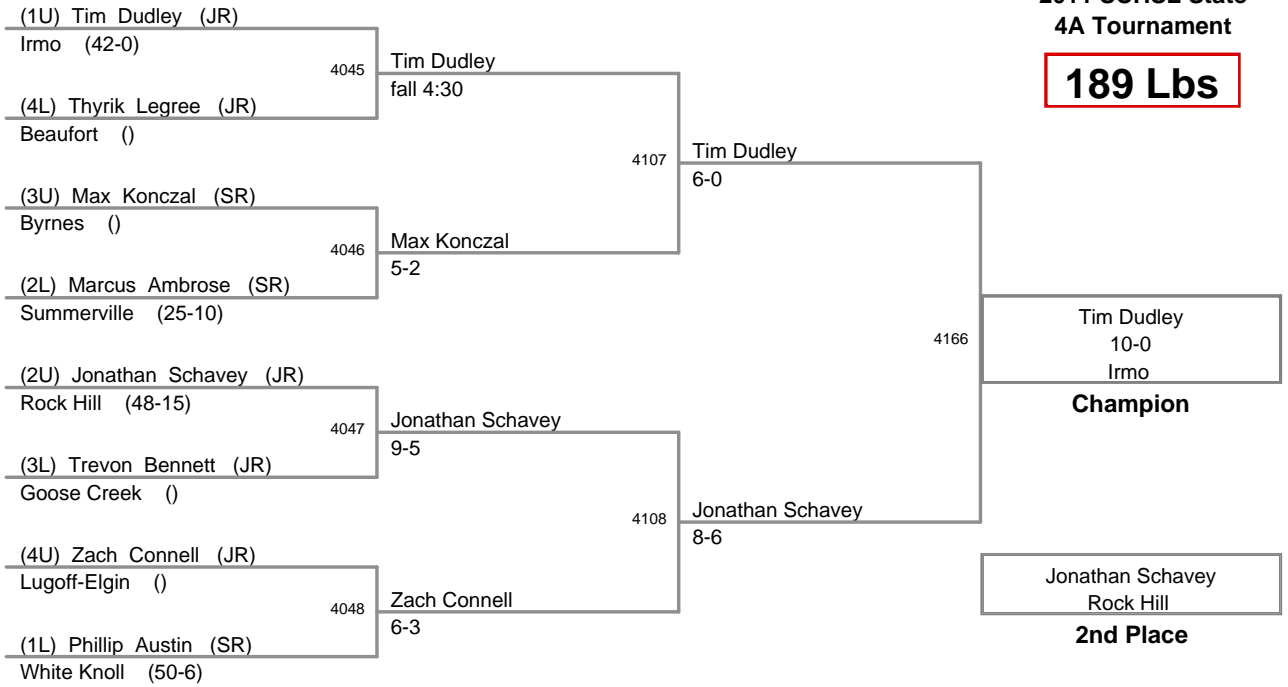 State
4A Tournament
189 Lbs
(1U) Tim Dudley (JR)
Irmo (42-0)
4045
Tim Dudley
fall 4:30
(4L) Thyrik Legree (JR)
Beaufort ()
4107
Tim Dudley
6-0
(3U) Max Konczal (SR)
Byrnes ()
4046
Max Konczal
5-2
(2L) Marcus Ambrose (SR)
Summerville (25-10)
4166
Tim Dudley
10-0
Irmo
Champion
(2U) Jonathan Schavey (JR)
Rock Hill (48-15)
4047
Jonathan Schavey
9-5
(3L) Trevon Bennett (JR)
Goose Creek ()
4108
Jonathan Schavey
8-6
(4U) Zach Connell (JR)
Lugoff-Elgin ()
4048
Zach Connell
6-3
(1L) Phillip Austin (SR)
White Knoll (50-6)
Jonathan Schavey
Rock Hill
2nd Place